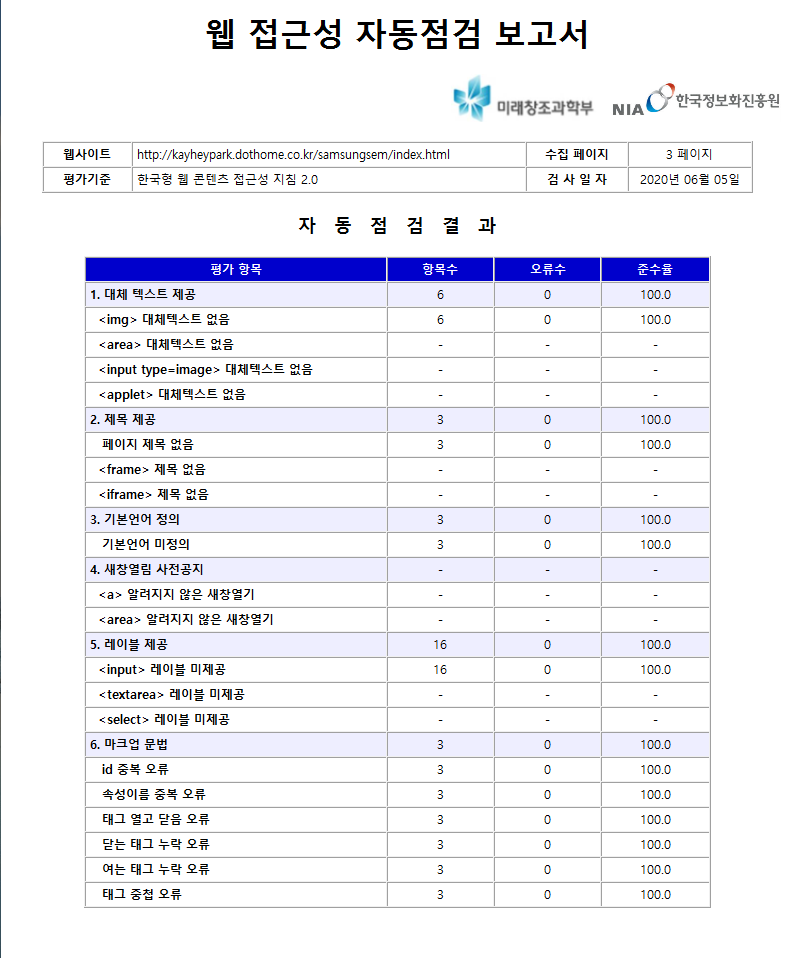 웹 접근성 자동점검 보고서
미래창조과학부 NIA 한국정보화진흥원
웹사이트 http://kayheypark.dothome.co.kr/samsungsem/index.html 수집 페이지 3 페이지
평가기준 한국형 웹 콘텐츠 접근성 지침 2.0 검 사 일 자 2020년 06월 05일
자 동 점 검 결 과
평가 항목 항목수 오류수 준수율
1. 대체 텍스트 제공 6 0 100.0
<img> 대체텍스트 없음 6 0 100.0
<area> 대체텍스트 없음 - - -
<input type=image> 대체텍스트 없음 - - -
<applet> 대체텍스트 없음 - - -
2. 제목 제공 3 0 100.0
페이지 제목 없음 3 0 100.0
<frame> 제목 없음 - - -
<iframe> 제목 없음 - - -
3. 기본언어 정의 3 0 100.0
기본언어 미정의 3 0 100.0
4. 새창열림 사전공지 - - -
<a> 알려지지 않은 새창열기 - - -
<area> 알려지지 않은 새창열기 - - -
5. 레이블 제공 16 0 100.0
<input> 레이블 미제공 16 0 100.0
<textarea> 레이블 미제공 - - -
<select> 레이블 미제공 - - -
6. 마크업 문법 3 0 100.0
id 중복 오류 3 0 100.0
속성이름 중복 오류 3 0 100.0
태그 열고 닫음 오류 3 0 100.0
닫는 태그 누락 오류 3 0 100.0
여는 태그 누락 오류 3 0 100.0
태그 중첩 오류 3 0 100.0